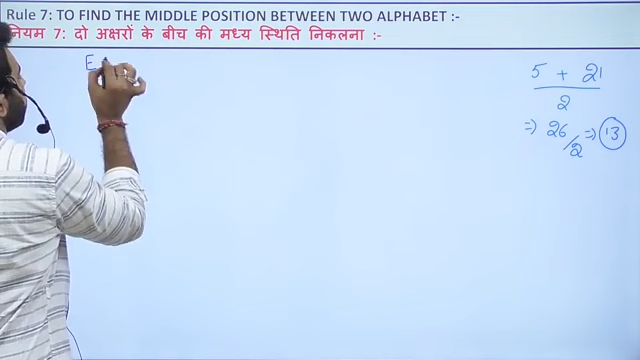 Rule 7: TO FIND THE MIDDLE POSITION BETWEEN TWO ALPHABET :-
नियम 7: दो अक्षरों के बीच की मध्य स्थिति निकलना :-
E
5 + 21
2
⇒ 26/2 ⇒ 13